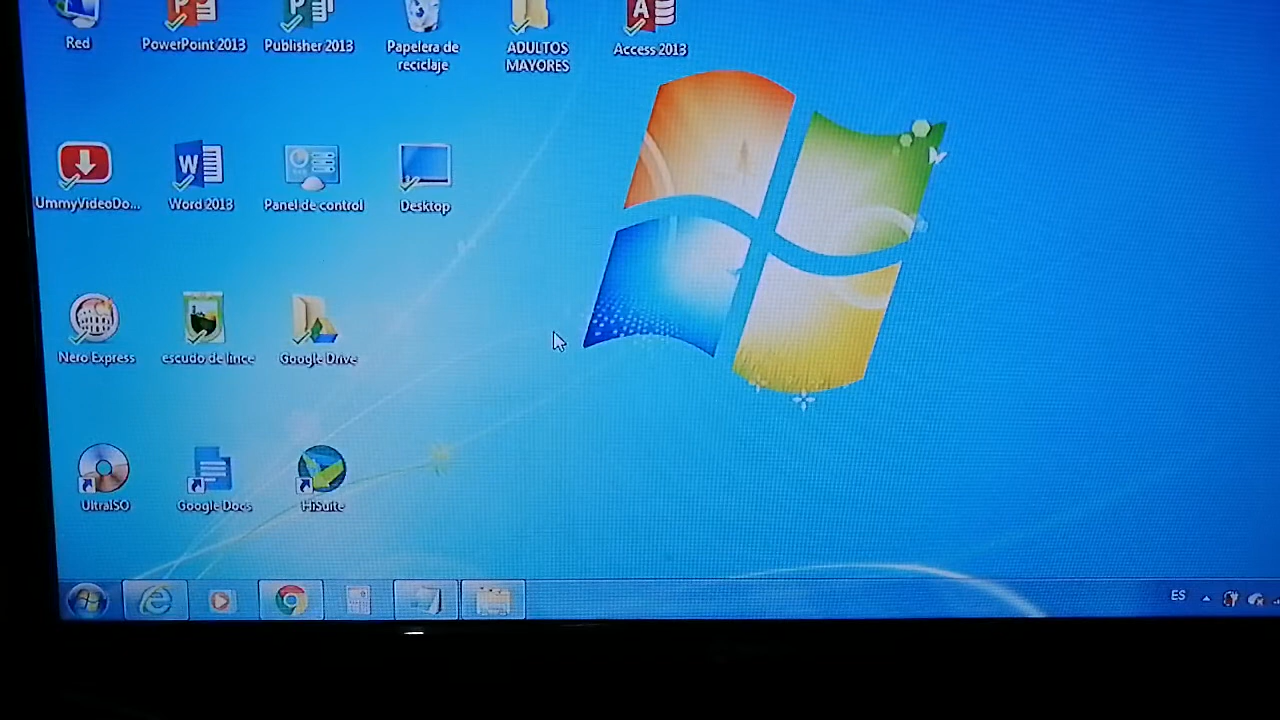 Red
PowerPoint 2013
Publisher 2013
Papelera de
reciclaje
ADULTOS
MAYORES
Access 2013
UmmyVideoDo...
Word 2013
Panel de control
Desktop
Nero Express
escudo de lince
Google Drive
UltraISO
Google Docs
HiSuite
ES